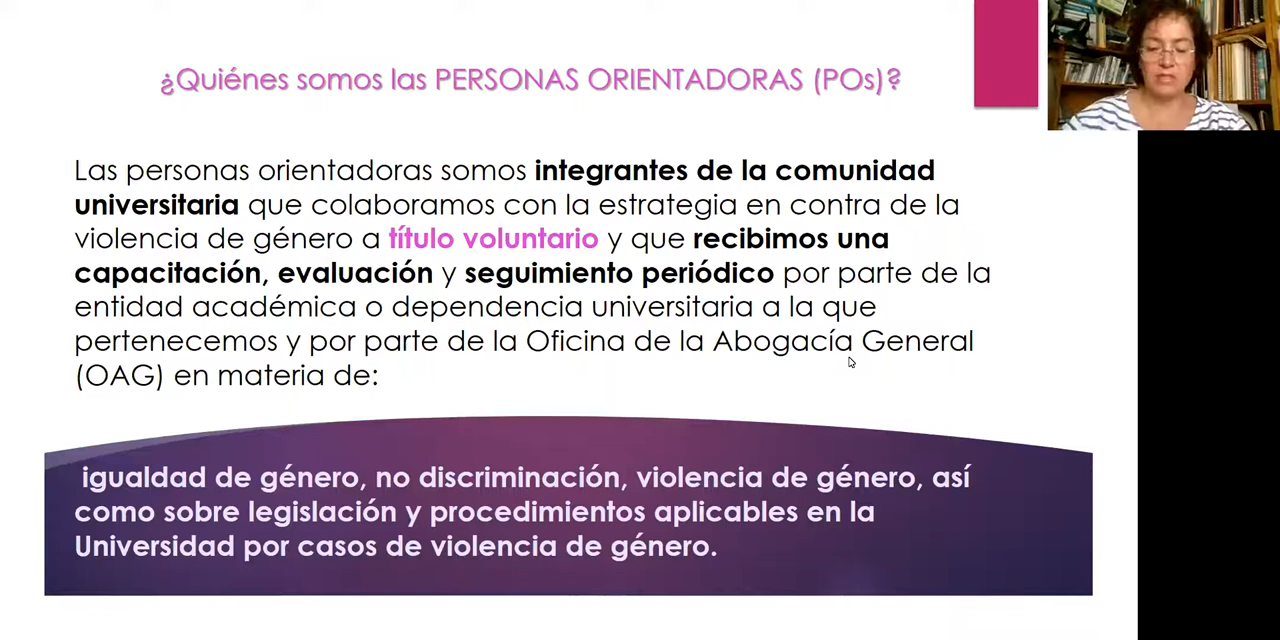 ¿Quiénes somos las PERSONAS ORIENTADORAS (POs)?
Las personas orientadoras somos integrantes de la comunidad
universitaria que colaboramos con la estrategia en contra de la
violencia de género a título voluntario y que recibimos una
capacitación, evaluación y seguimiento periódico por parte de la
entidad académica o dependencia universitaria a la que
pertenecemos y por parte de la Oficina de la Abogacía General
(OAG) en materia de:
igualdad de género, no discriminación, violencia de género, así
como sobre legislación y procedimientos aplicables en la
Universidad por casos de violencia de género.